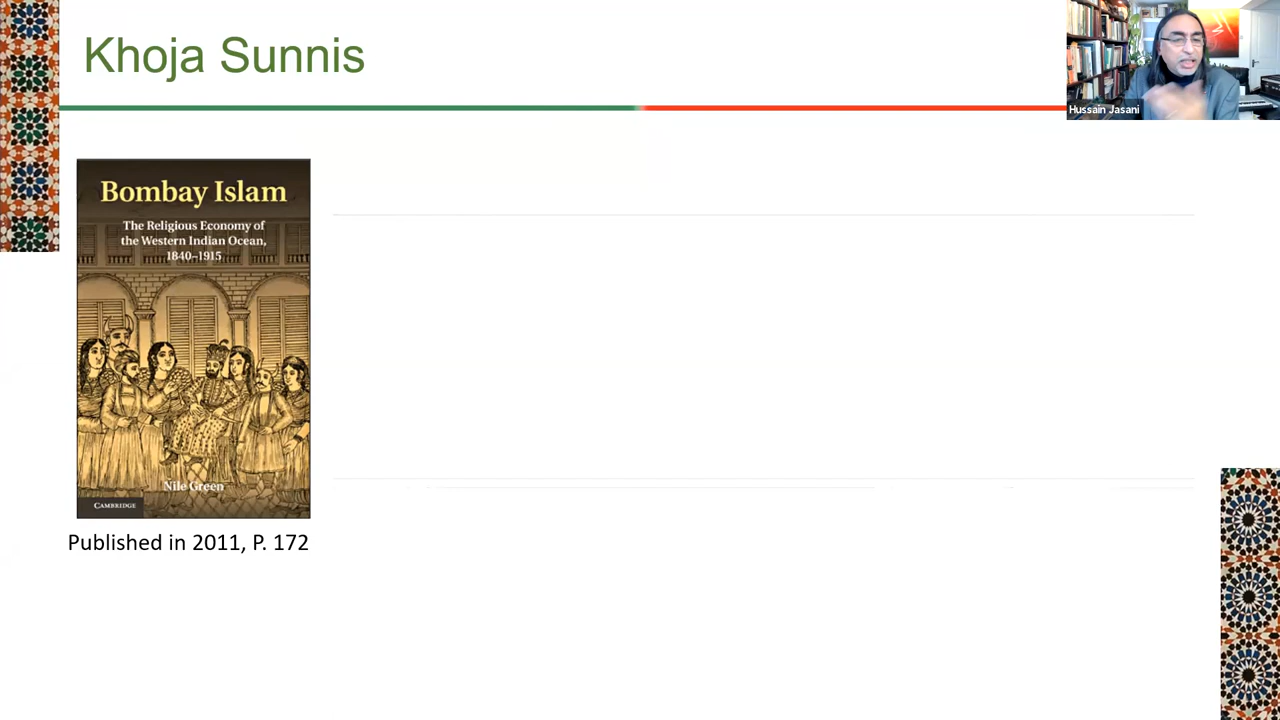 Khoja Sunnis
Hussain Jasani
Bombay Islam
The Religious Economy of
the Western Indian Ocean,
1840–1915
Nile Green
CAMBRIDGE
Published in 2011, P. 172